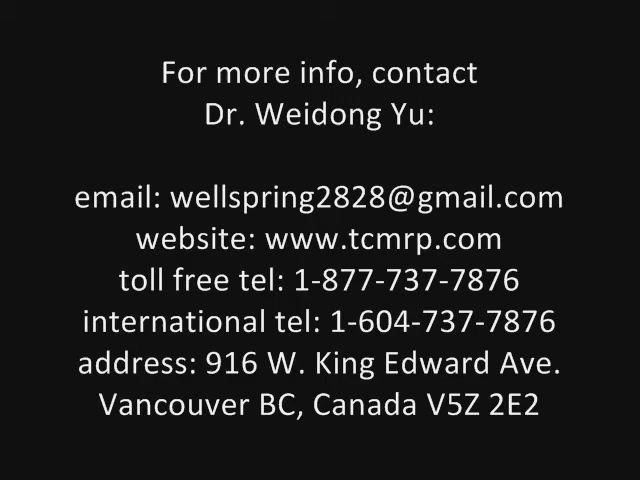 For more info, contact
Dr. Weidong Yu:
email: wellspring2828@gmail.com
website: www.tcmrp.com
toll free tel: 1-877-737-7876
international tel: 1-604-737-7876
address: 916 W. King Edward Ave.
Vancouver BC, Canada V5Z 2E2